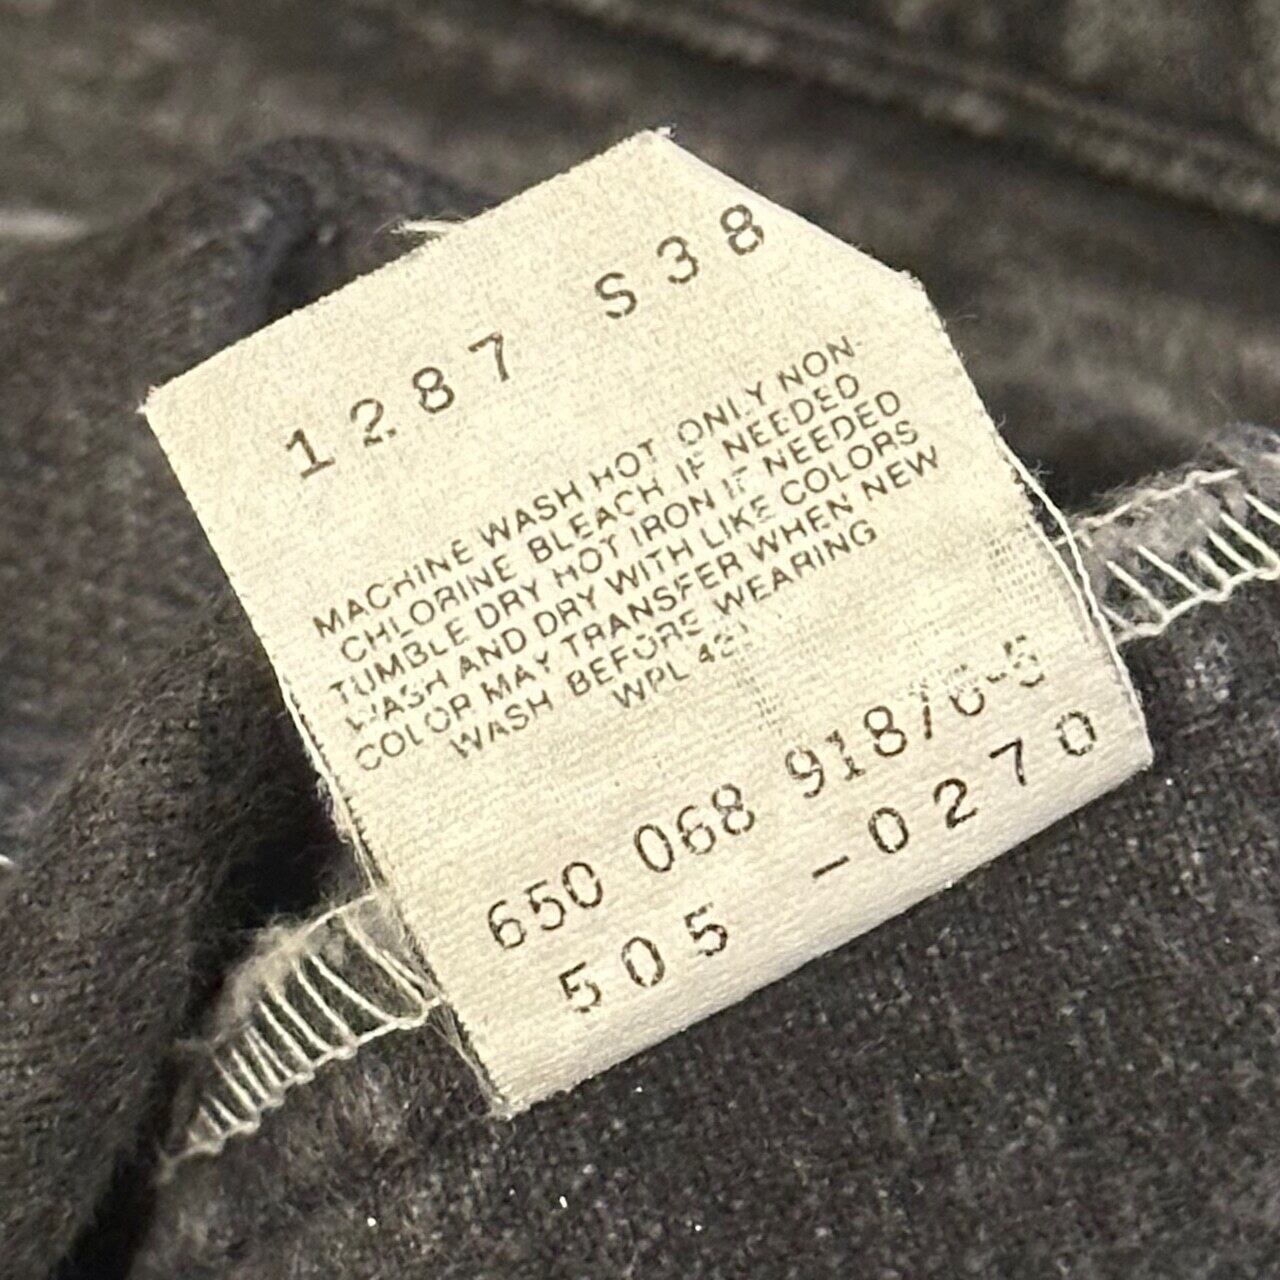 1287 S38
MACHINE WASH HOT ONLY NON-
CHLORINE BLEACH IF NEEDED
TUMBLE DRY HOT IRON IF NEEDED
WASH AND DRY WITH LIKE COLORS
COLOR MAY TRANSFER WHEN NEW
WASH BEFORE WEARING
WPL
650 068
505 -0270